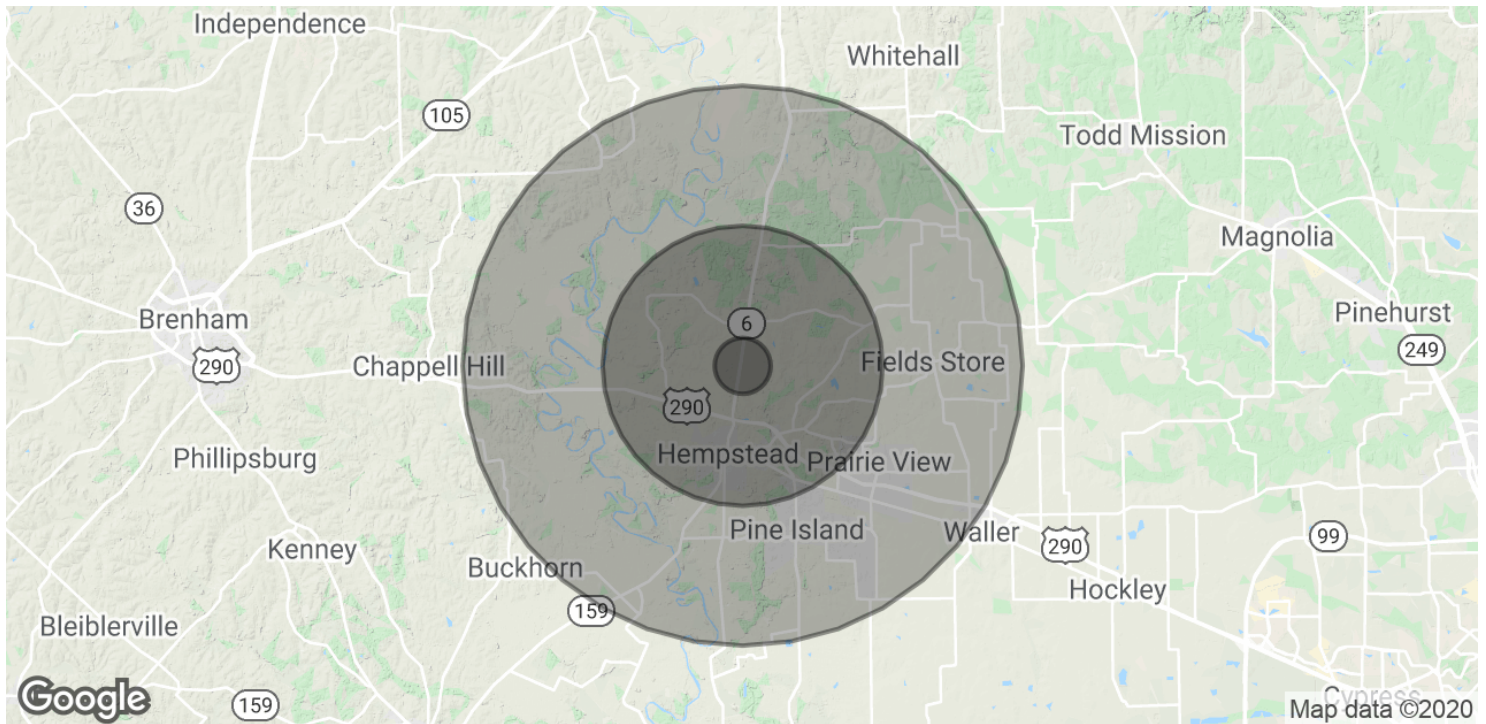 Independence
Whitehall
105
Todd Mission
36
Magnolia
Brenham
6
Pinehurst
290
Chappell Hill
Fields Store
249
290
Phillipsburg
Hempstead
Prairie View
Pine Island
Waller
290
99
Kenney
Buckhorn
Hockley
159
Bleiblerville
Google
159
Cypress
Map data ©2020